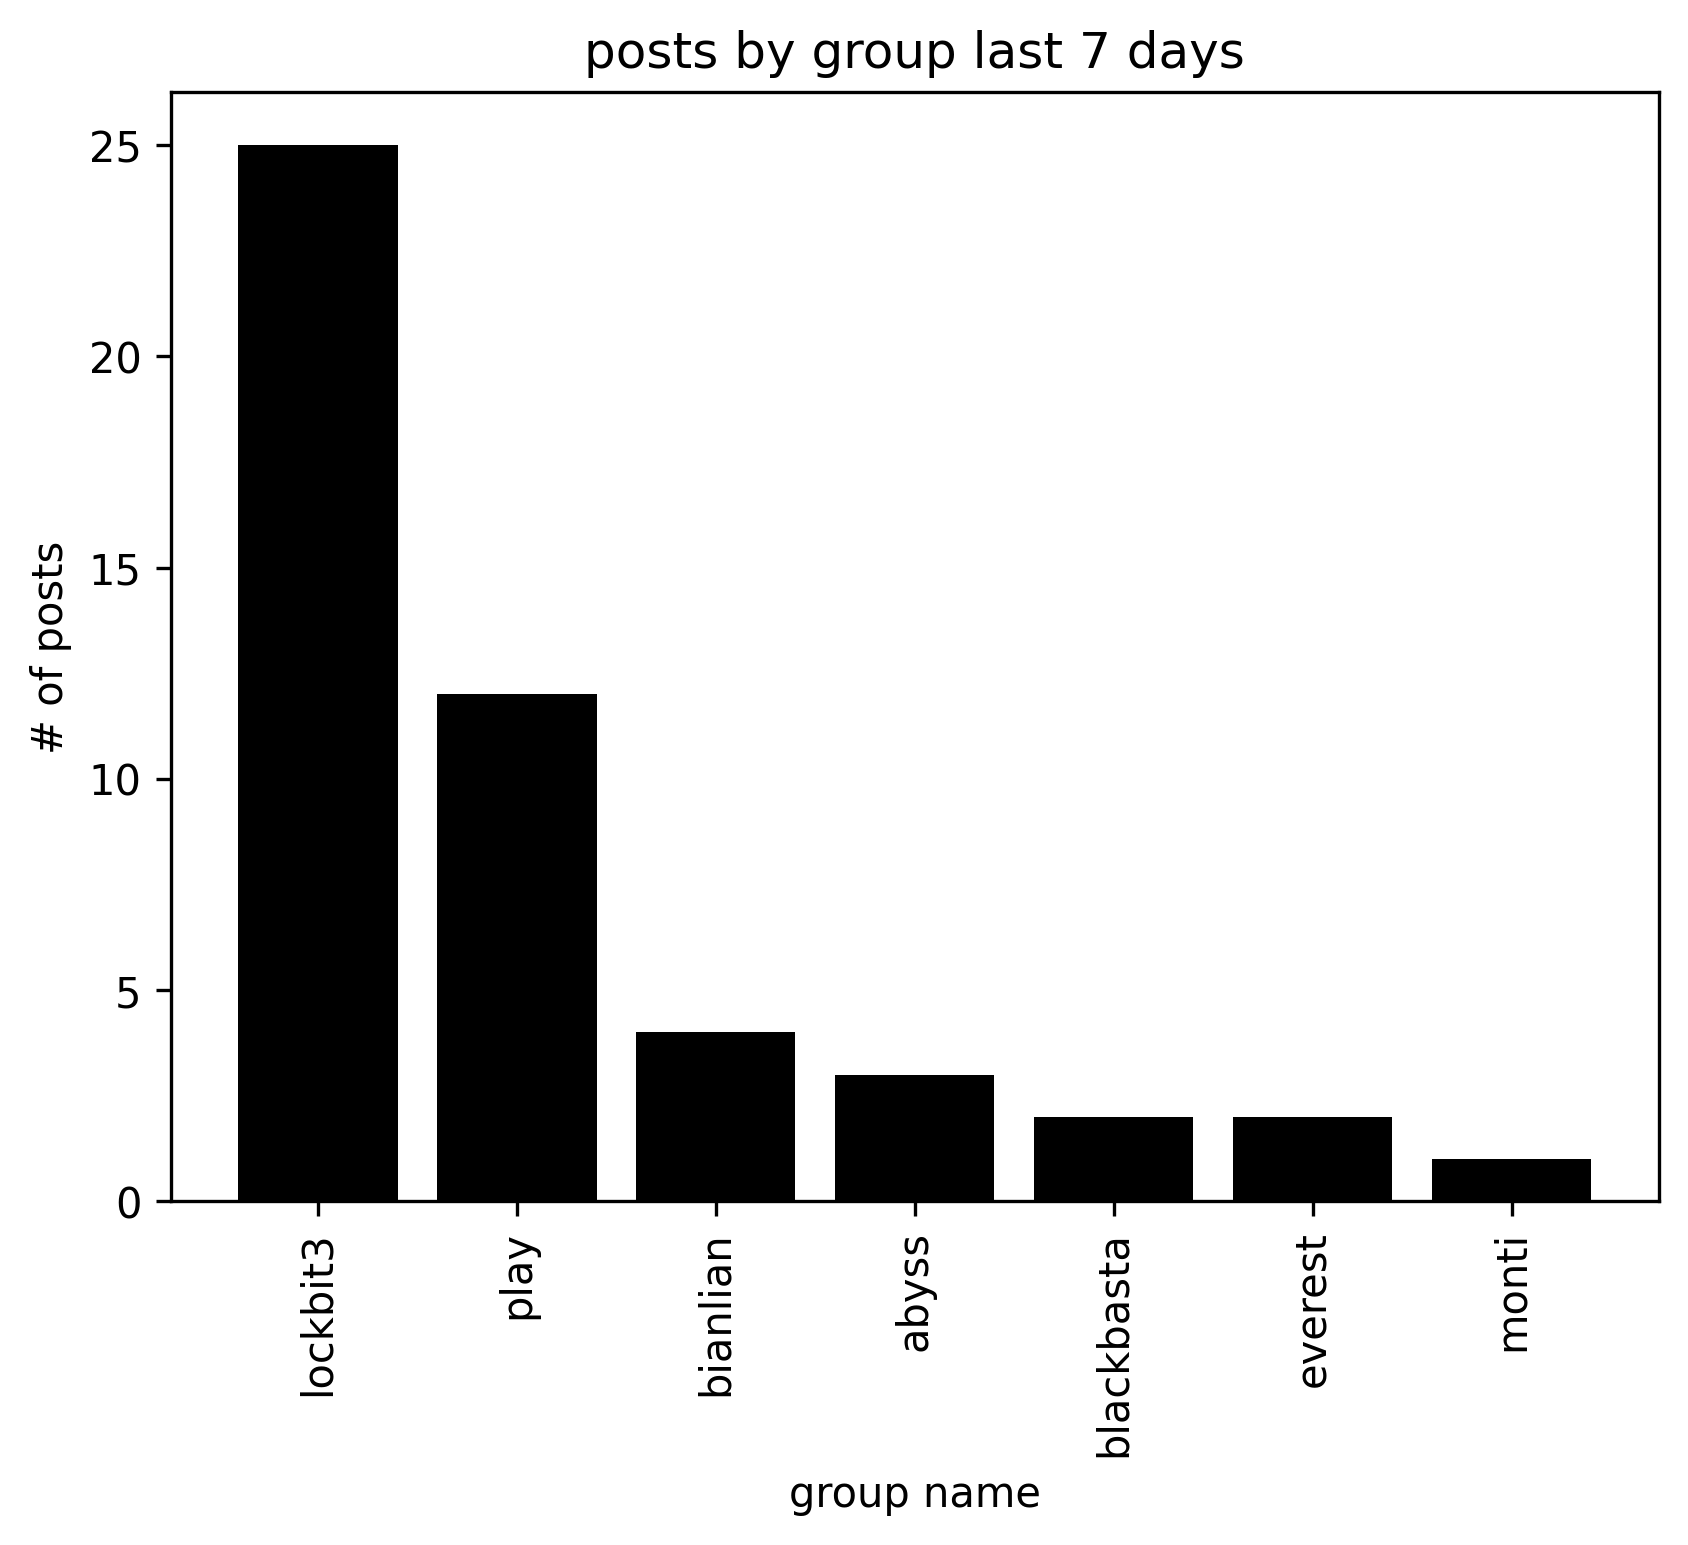 posts by group last 7 days
# of posts
25
20
15
10
5
0
lockbit3
play
bianlian
abyss
blackbasta
everest
monti
group name